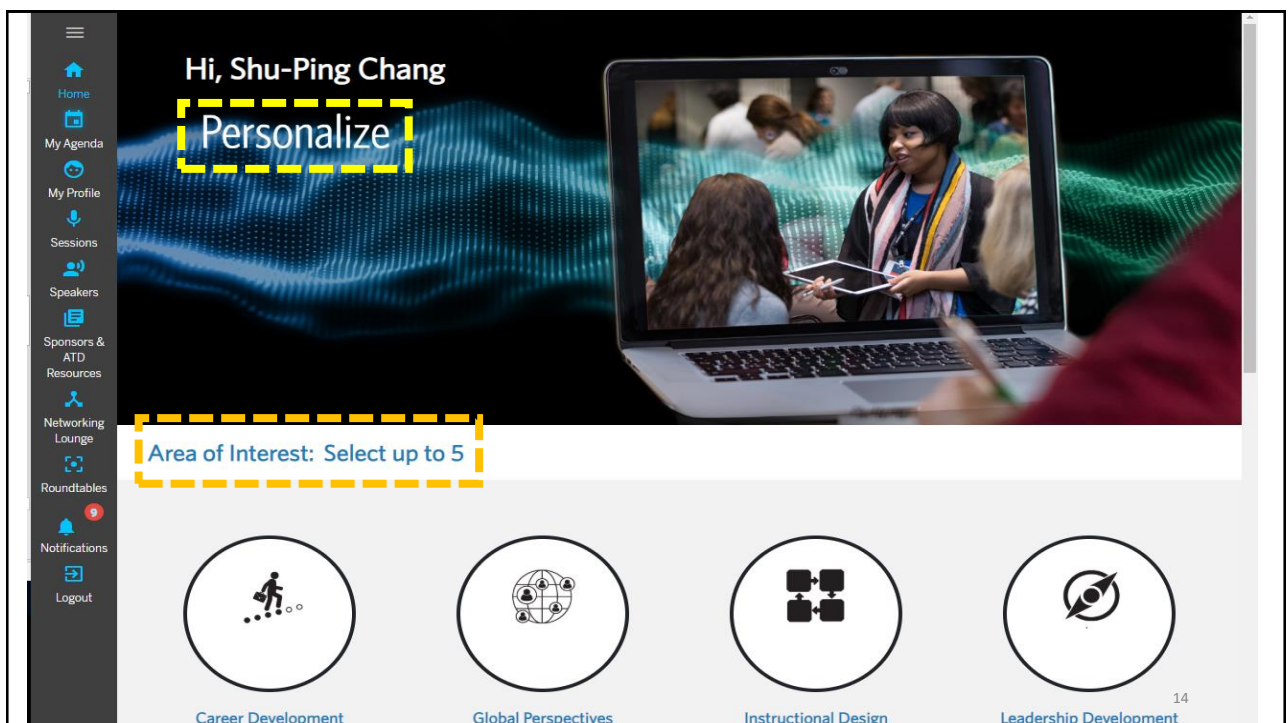 Home
My Agenda
My Profile
Sessions
Speakers
Sponsors &
ATD
Resources
Networking
Lounge
Roundtables
9
Notifications
Logout
Hi, Shu-Ping Chang
Personalize
Area of Interest: Select up to 5
Career Development
Global Perspectives
Instructional Design
Leadership Development
14